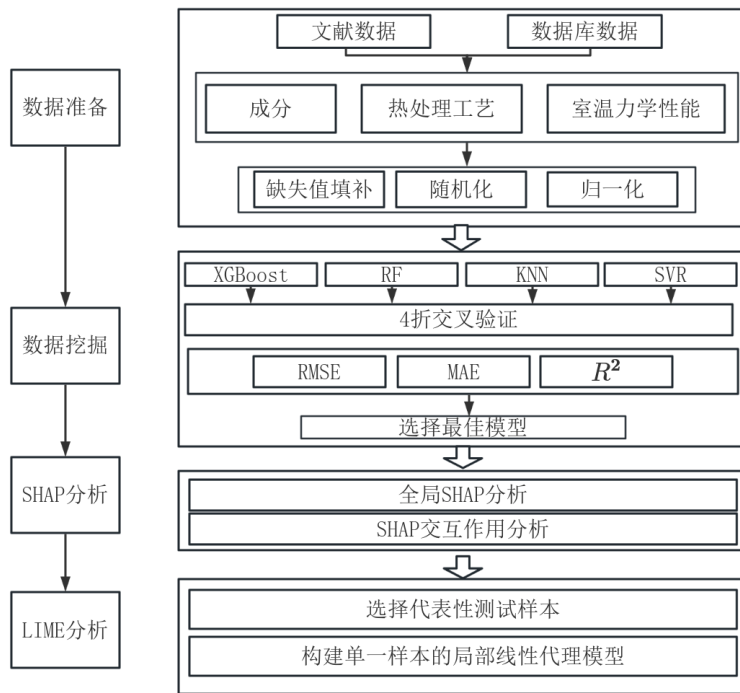 文献数据
数据库数据
数据准备
成分
热处理工艺
室温力学性能
缺失值填补
随机化
归一化
XGBoost
RF
KNN
SVR
4折交叉验证
数据挖掘
RMSE
MAE
R²
选择最佳模型
SHAP分析
全局SHAP分析
SHAP交互作用分析
LIME分析
选择代表性测试样本
构建单一样本的局部线性代理模型